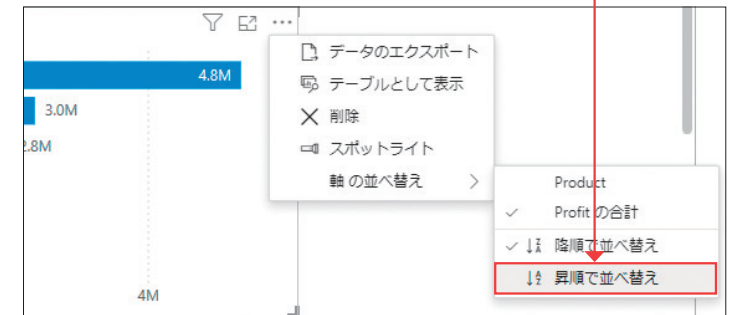 データのエクスポート
4.8M
テーブルとして表示
3.0M
削除
2.8M
スポットライト
軸 の並べ替え
Product
Profit の合計
降順で並べ替え
昇順で並べ替え
4M